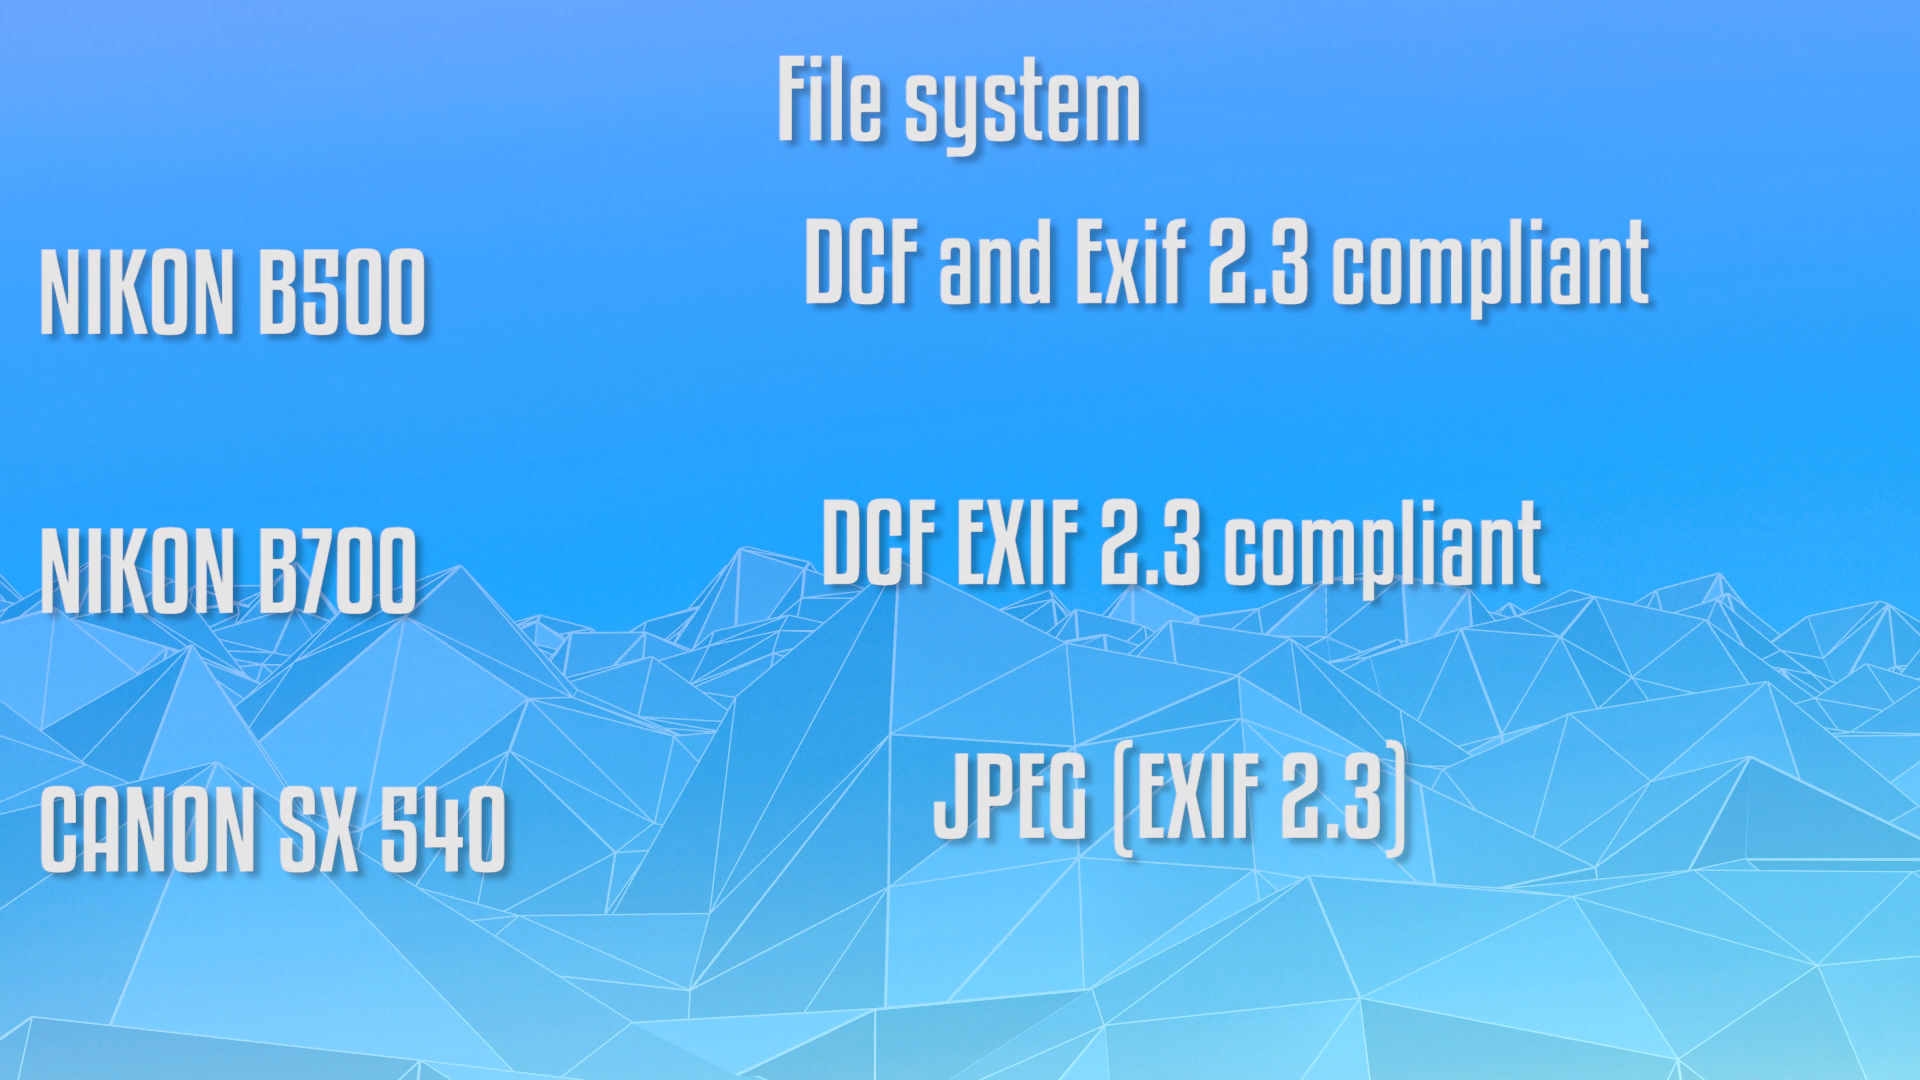 File system
NIKON B500
DCF and Exif 2.3 compliant
NIKON B700
DCF EXIF 2.3 compliant
CANON SX 540
JPEG (EXIF 2.3)